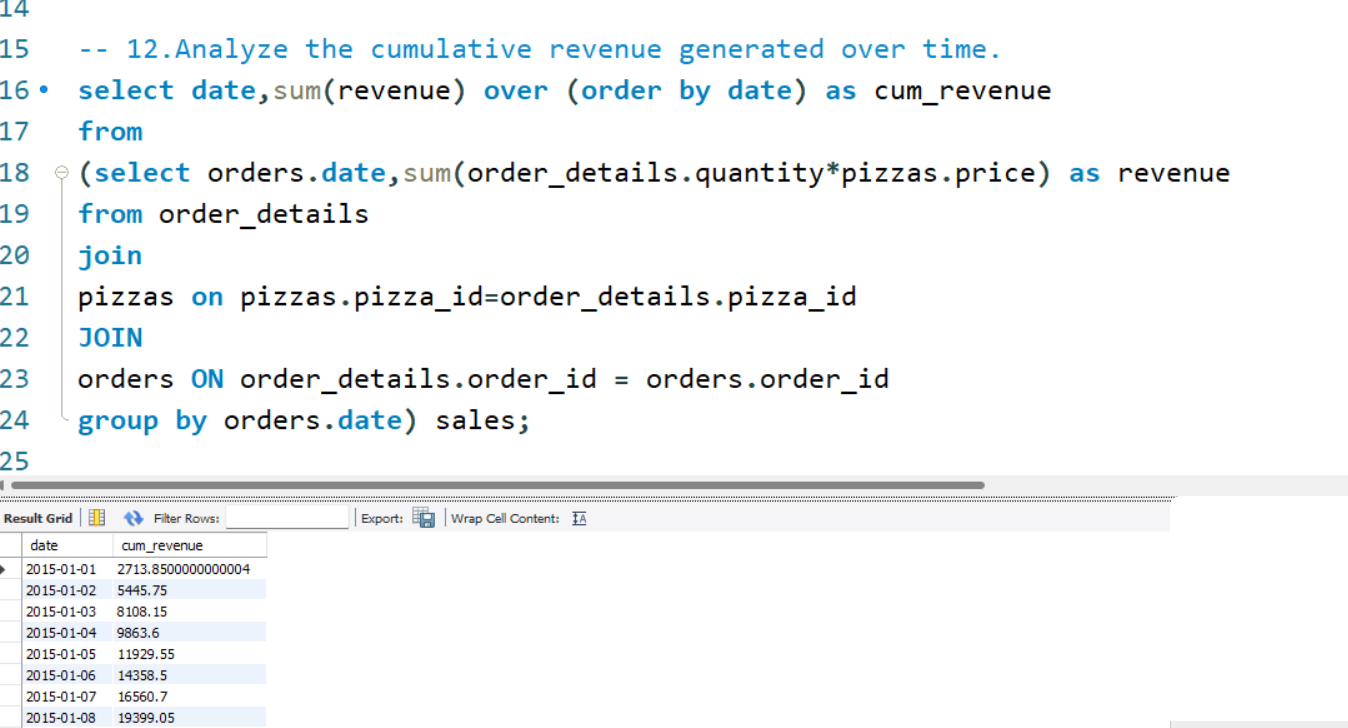 14
15 -- 12.Analyze the cumulative revenue generated over time.
16 select date,sum(revenue) over (order by date) as cum_revenue
17 from
18 (select orders.date,sum(order_details.quantity*pizzas.price) as revenue
19 from order_details
20 join
21 pizzas on pizzas.pizza_id=order_details.pizza_id
22 JOIN
23 orders ON order_details.order_id = orders.order_id
24 group by orders.date) sales;
25
Result Grid Filter Rows: Export: Wrap Cell Content: IA
date cum_revenue
2015-01-01 2713.8500000000004
2015-01-02 5445.75
2015-01-03 8108.15
2015-01-04 9863.6
2015-01-05 11929.55
2015-01-06 14358.5
2015-01-07 16560.7
2015-01-08 19399.05